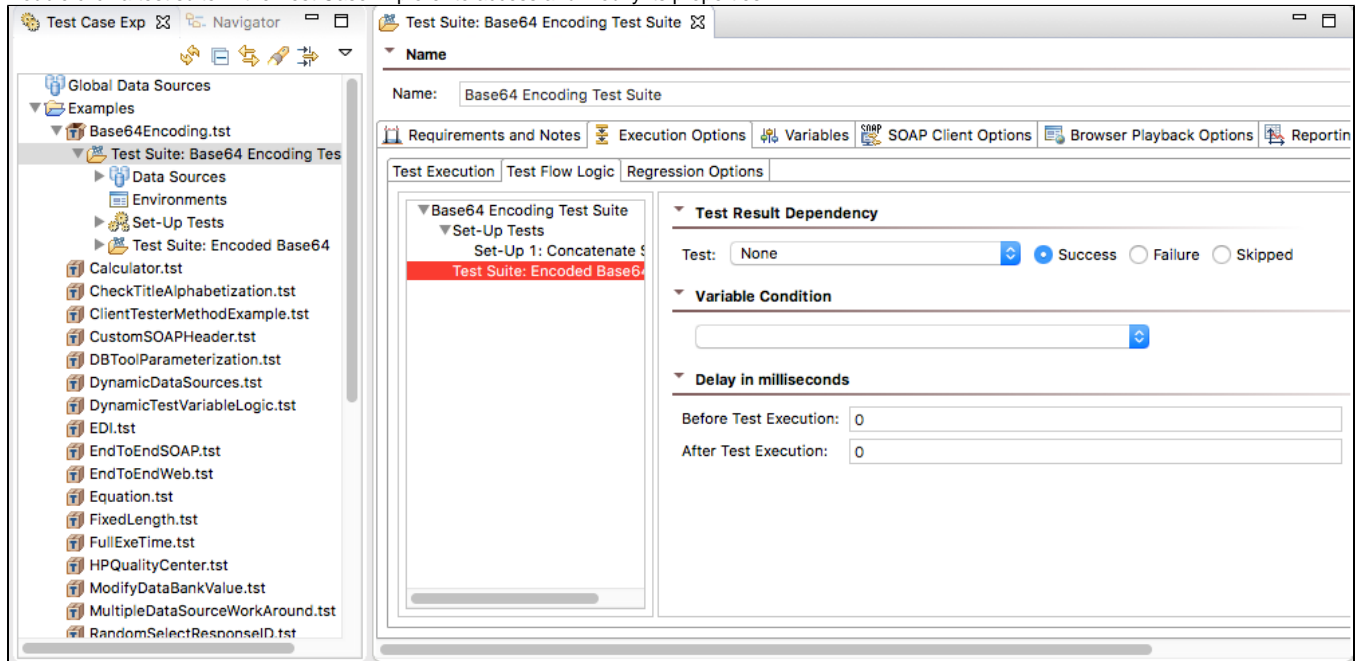 Test Case Exp
Navigator
Test Suite: Base64 Encoding Test Suite
Global Data Sources
Examples
Base64Encoding.tst
Test Suite: Base64 Encoding Tes
Data Sources
Environments
Set-Up Tests
Test Suite: Encoded Base64
Calculator.tst
CheckTitleAlphabetization.tst
ClientTesterMethodExample.tst
CustomSOAPHeader.tst
DBToolParameterization.tst
DynamicDataSources.tst
DynamicTestVariableLogic.tst
EDI.tst
EndToEndSOAP.tst
EndToEndWeb.tst
Equation.tst
FixedLength.tst
FullExeTime.tst
HPQualityCenter.tst
ModifyDataBankValue.tst
MultipleDataSourceWorkAround.tst
RandomSelectResponseID.tst
Name
Name: Base64 Encoding Test Suite
Requirements and Notes Execution Options Variables SOAP Client Options Browser Playback Options Reportin
Test Execution Test Flow Logic Regression Options
Base64 Encoding Test Suite
Set-Up Tests
Set-Up 1: Concatenate S
Test Suite: Encoded Base64
Test Result Dependency
Test: None Success Failure Skipped
Variable Condition
Delay in milliseconds
Before Test Execution: 0
After Test Execution: 0